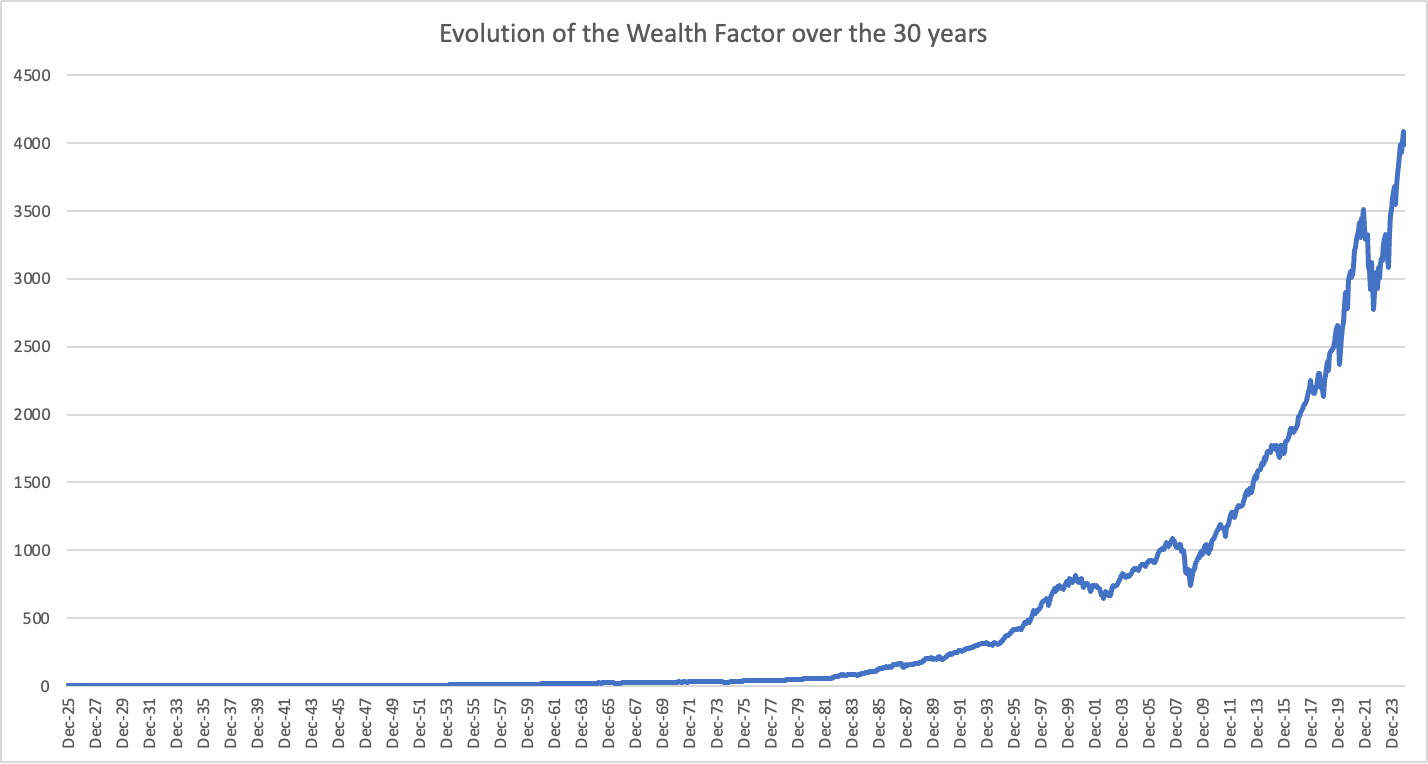 Evolution of the Wealth Factor over the 30 years
4500
4000
3500
3000
2500
2000
1500
1000
500
0
Dec-25
Dec-27
Dec-29
Dec-31
Dec-33
Dec-35
Dec-37
Dec-39
Dec-41
Dec-43
Dec-45
Dec-47
Dec-49
Dec-51
Dec-53
Dec-55
Dec-57
Dec-59
Dec-61
Dec-63
Dec-65
Dec-67
Dec-69
Dec-71
Dec-73
Dec-75
Dec-77
Dec-79
Dec-81
Dec-83
Dec-85
Dec-87
Dec-89
Dec-91
Dec-93
Dec-95
Dec-97
Dec-99
Dec-01
Dec-03
Dec-05
Dec-07
Dec-09
Dec-11
Dec-13
Dec-15
Dec-17
Dec-19
Dec-21
Dec-23